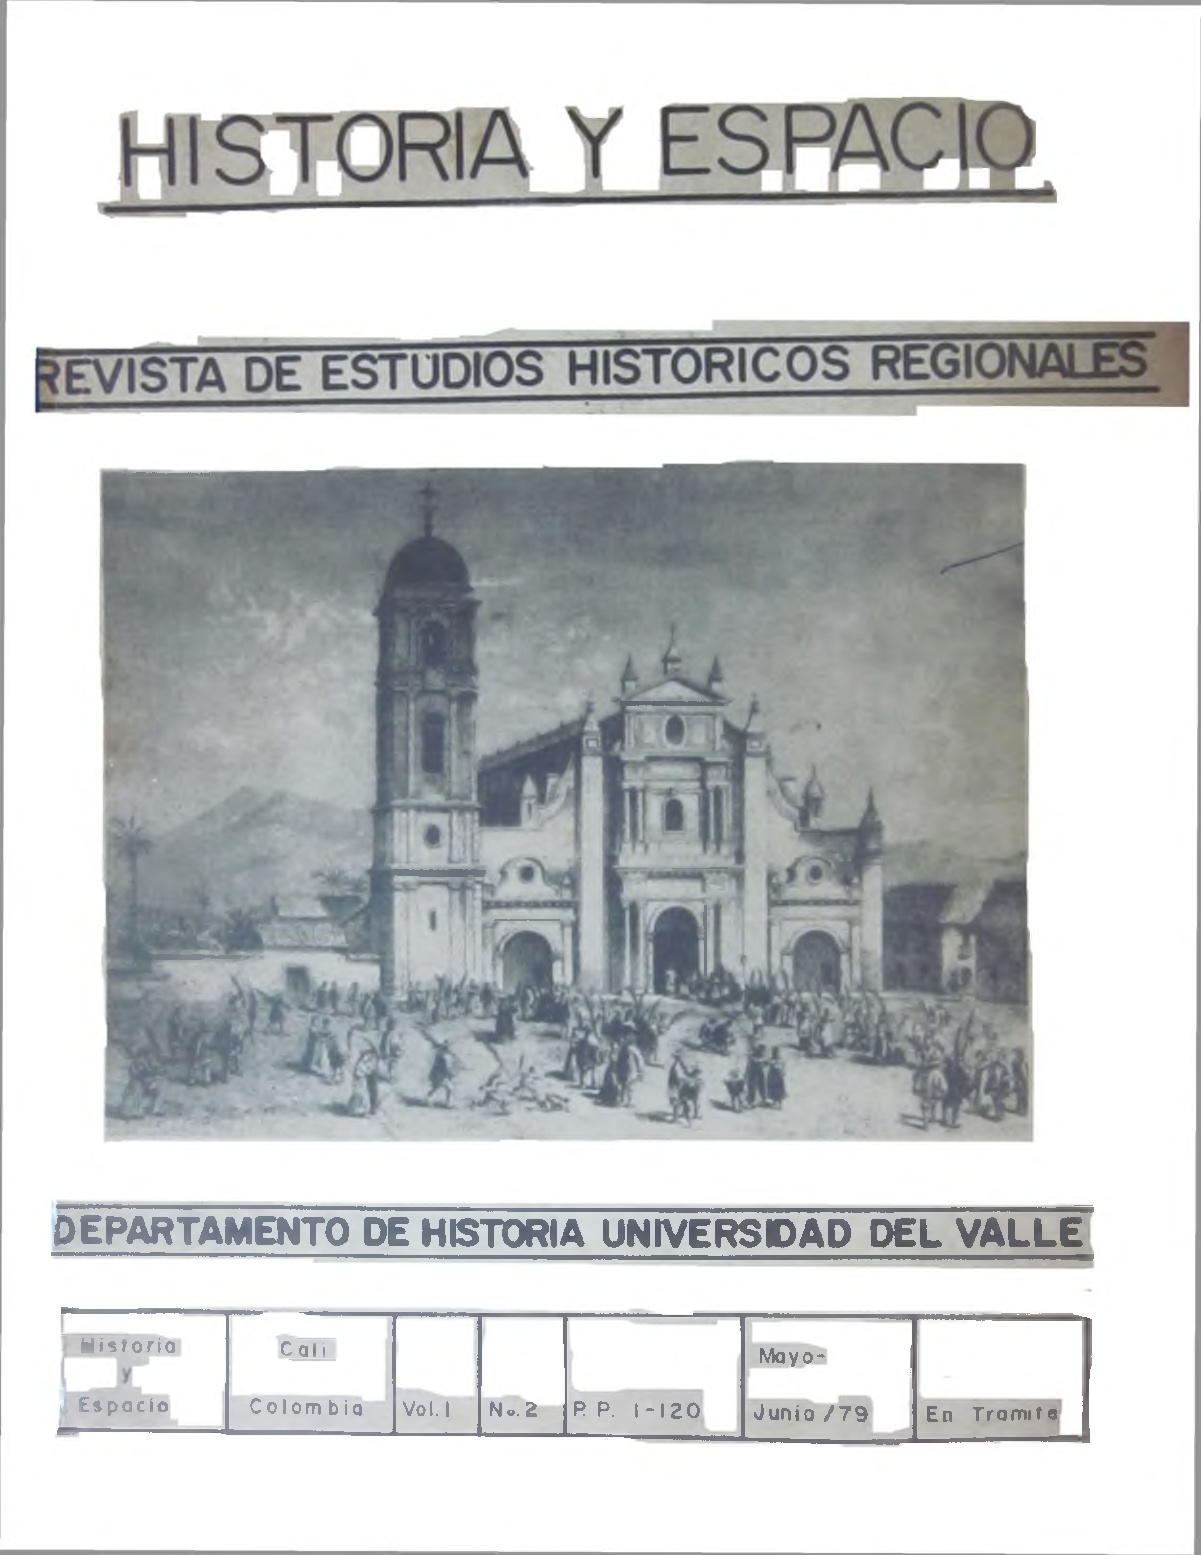 HISTORIA Y ESPACIO
REVISTA DE ESTUDIOS HISTORICOS REGIONALES
DEPARTAMENTO DE HISTORIA UNIVERSIDAD DEL VALLE
Historia
y
Espacio
Cali
Colombia
Vol. I
No. 2
P. P. 1-120
Mayo-
Junio /79
En Tramite